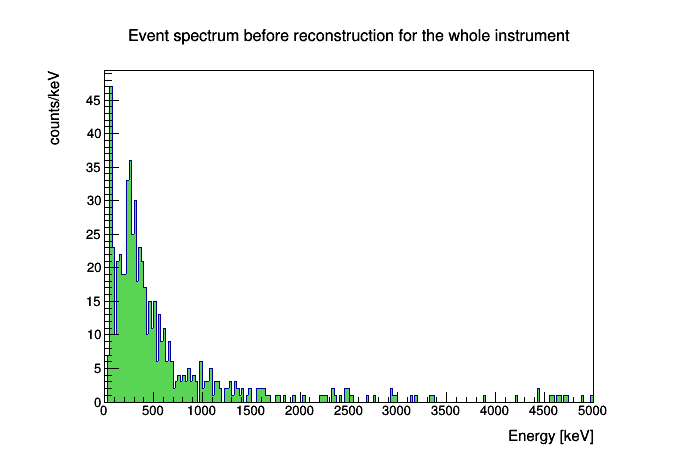 Event spectrum before reconstruction for the whole instrument
counts/keV
45
40
35
30
25
20
15
10
5
0
0 500 1000 1500 2000 2500 3000 3500 4000 4500 5000
Energy [keV]